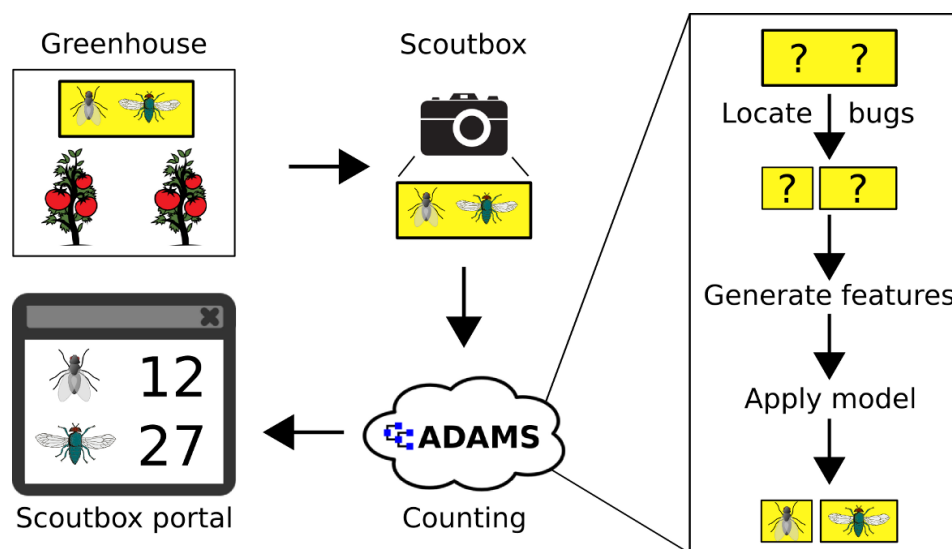 Greenhouse
Scoutbox
? ?
Locate bugs
? ?
Generate features
Apply model
12
27
ADAMS
Scoutbox portal
Counting